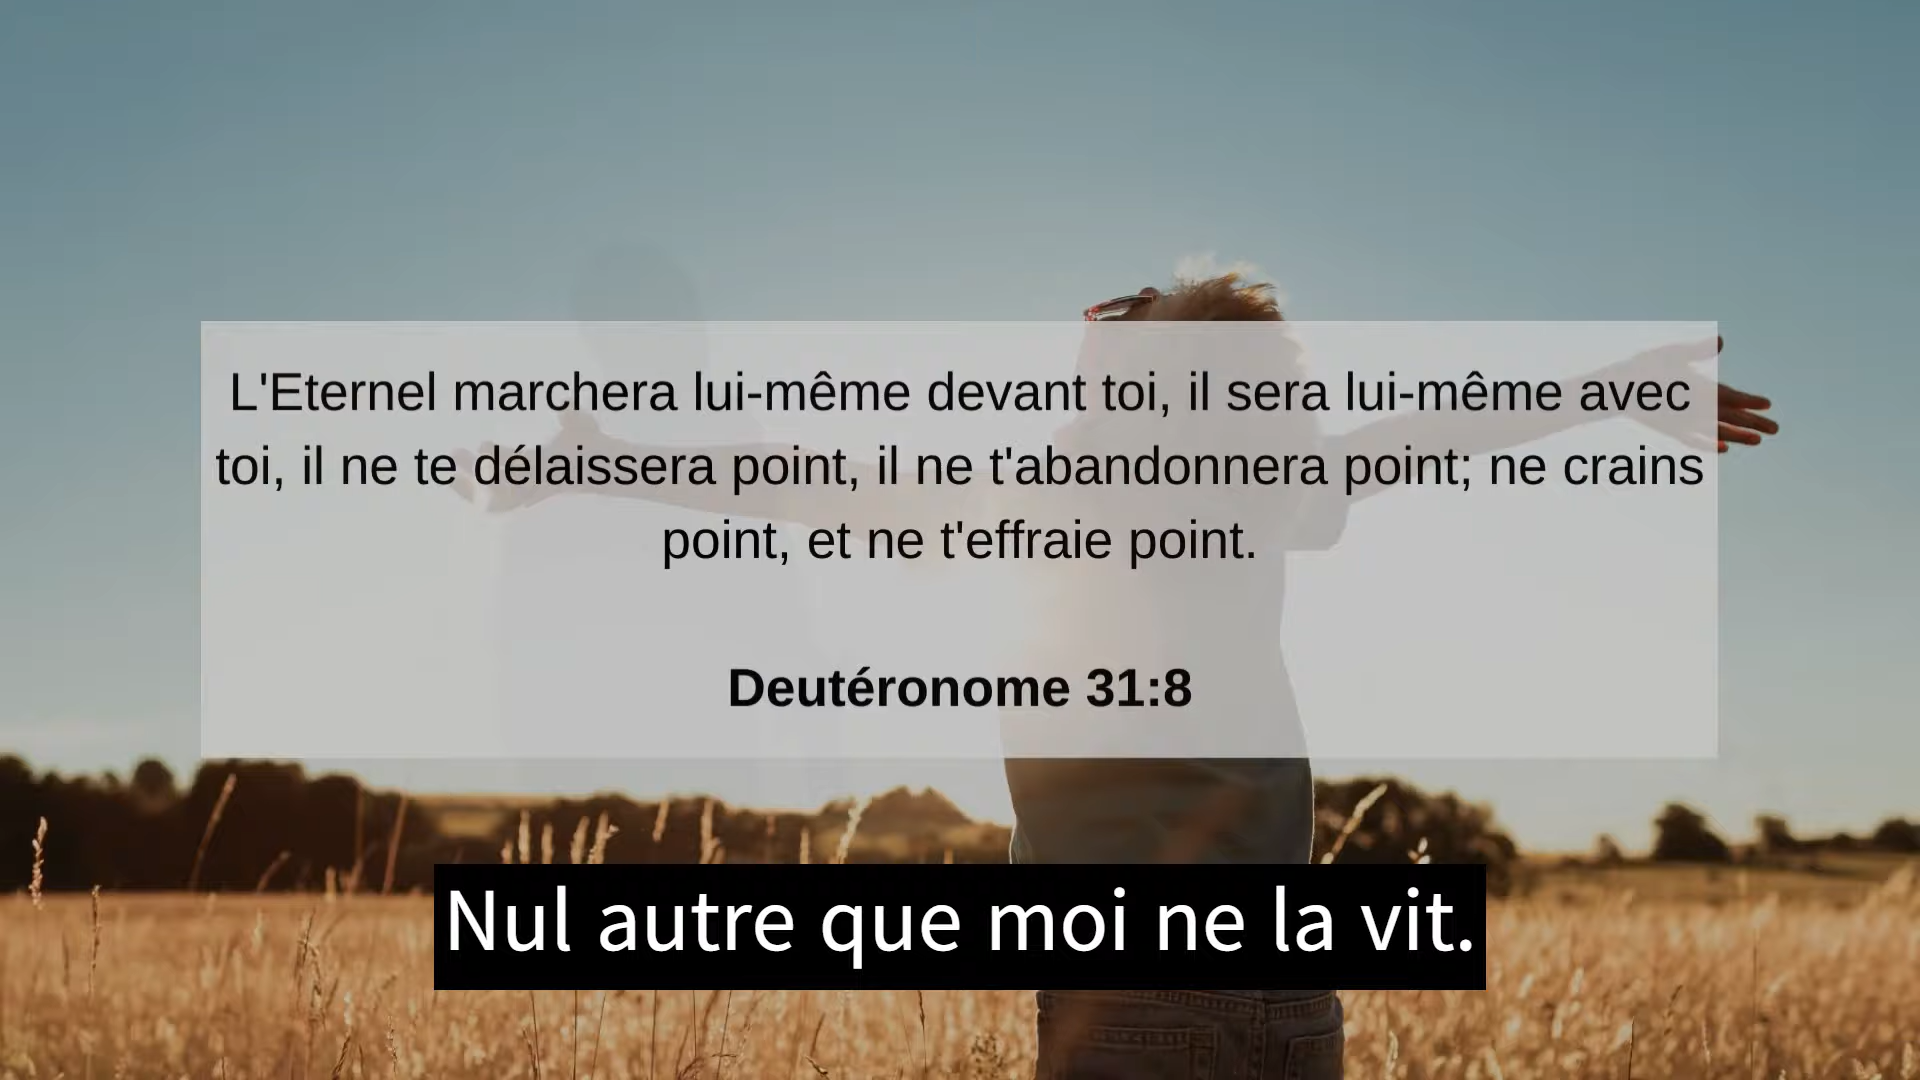 L'Eternel marchera lui-même devant toi, il sera lui-même avec
toi, il ne te délaissera point, il ne t'abandonnera point; ne crains
point, et ne t'effraie point.
Deutéronome 31:8
Nul autre que moi ne la vit.